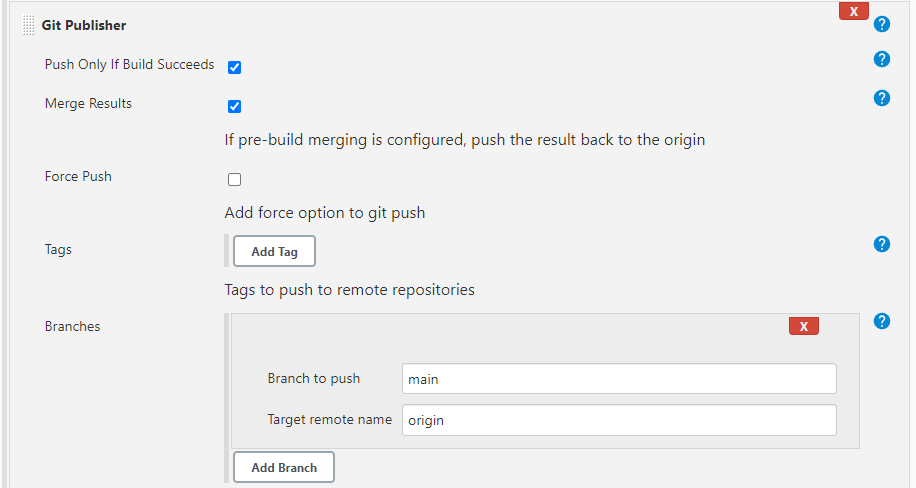 X
Git Publisher
?
Push Only If Build Succeeds
?
Merge Results
?
If pre-build merging is configured, push the result back to the origin
Force Push
Add force option to git push
Tags
Add Tag
?
Tags to push to remote repositories
Branches
X
?
Branch to push
main
Target remote name
origin
Add Branch